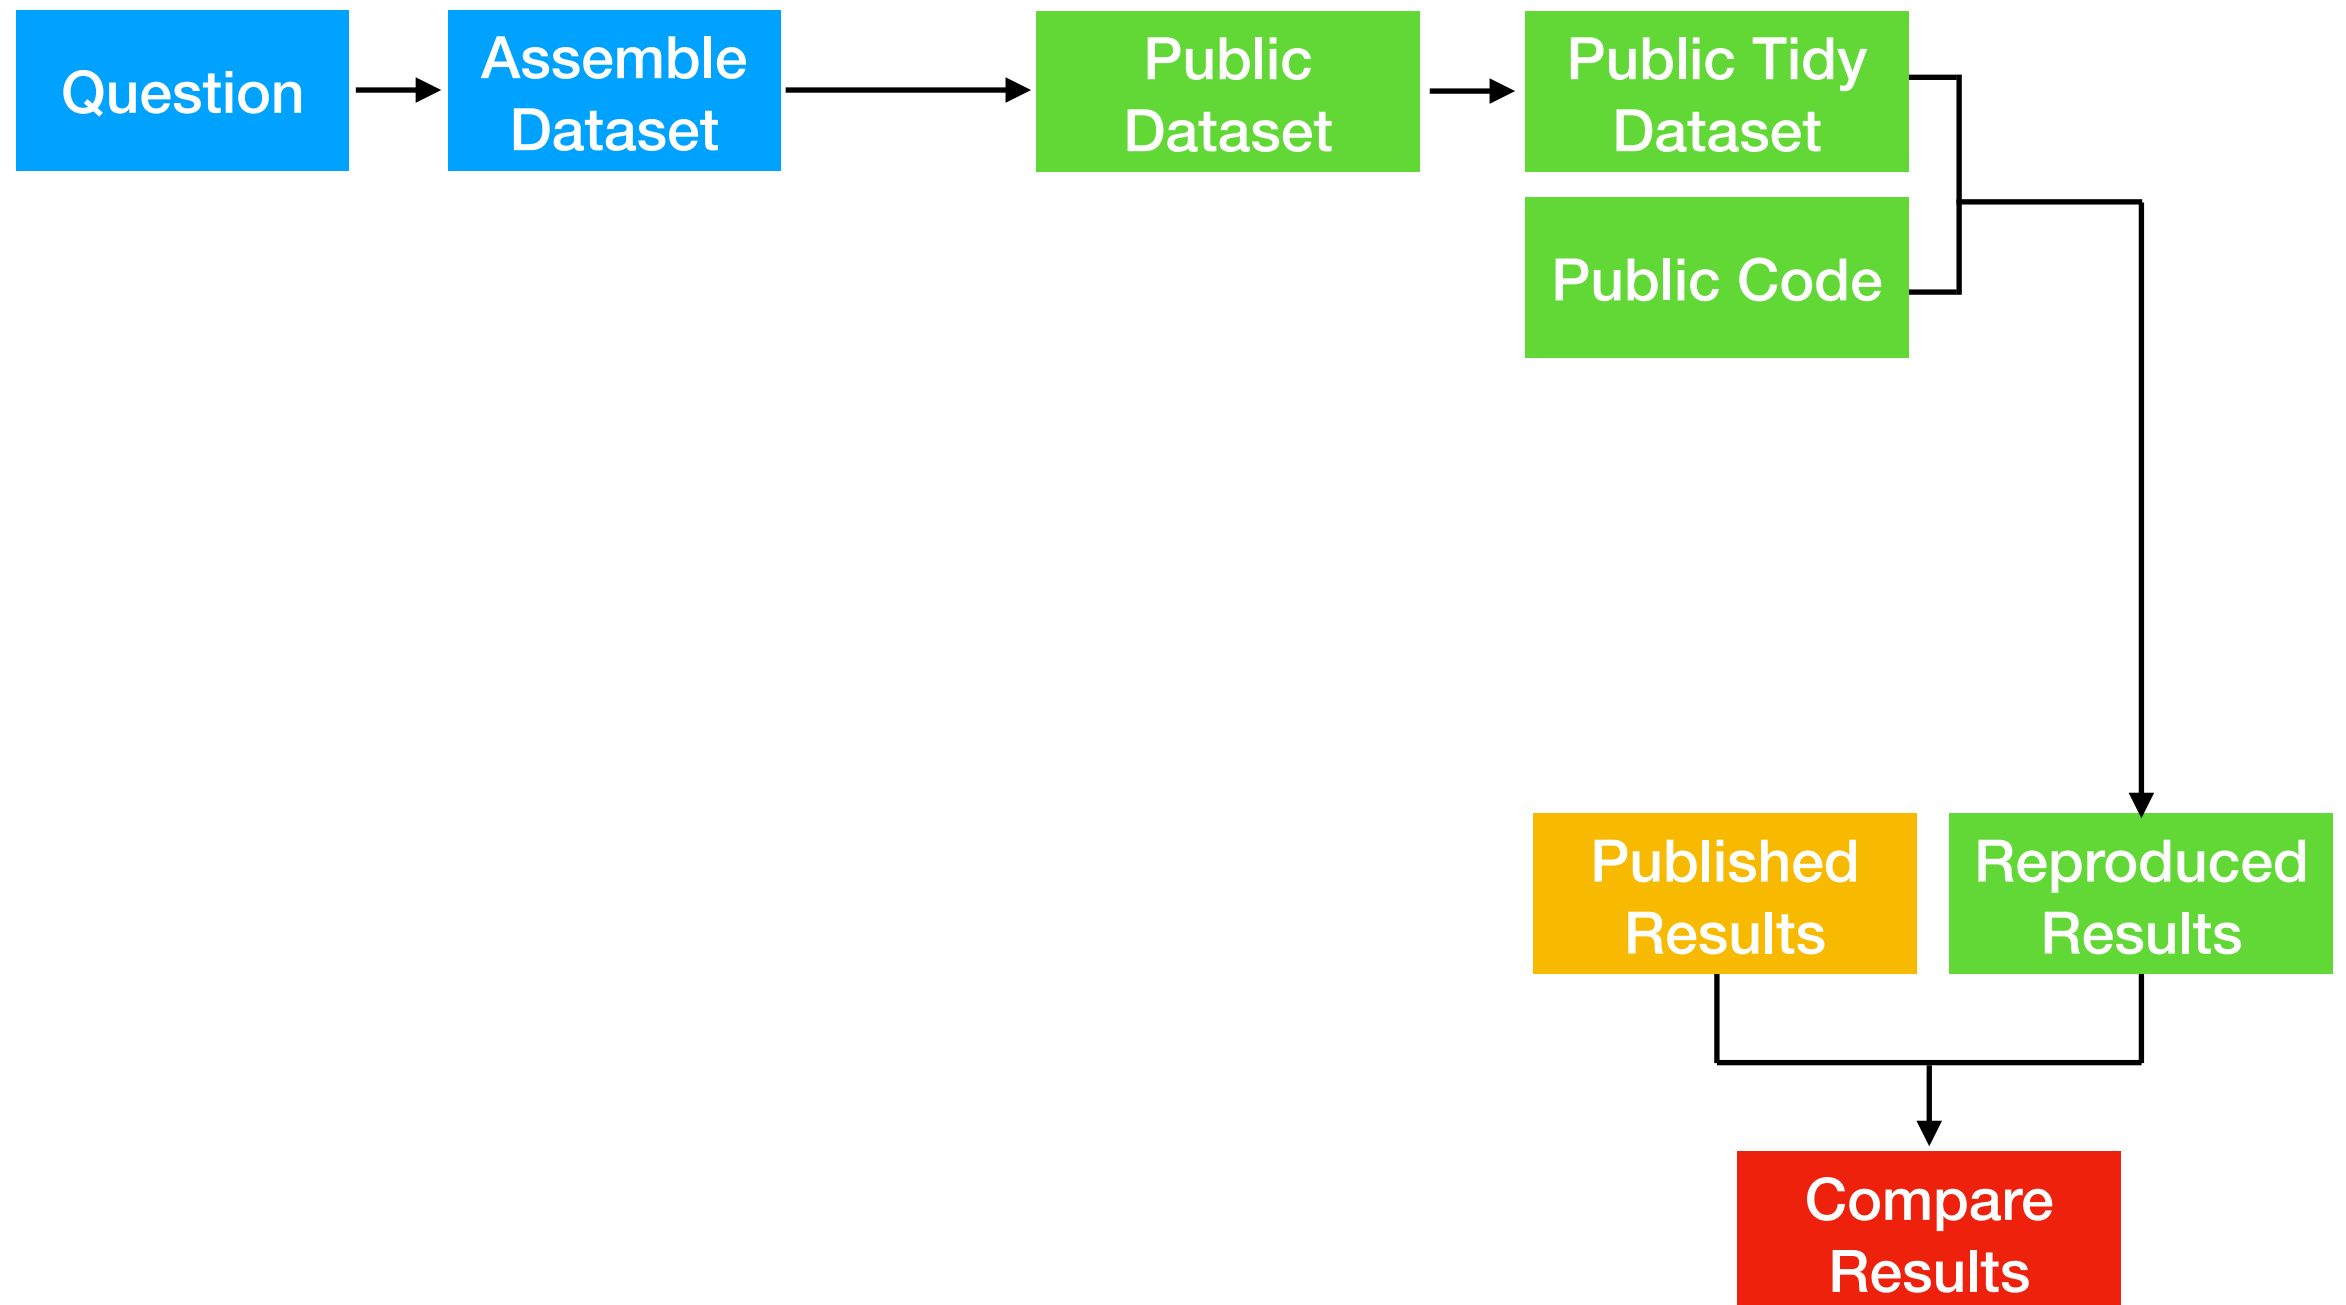 Question
Assemble
Dataset
Public
Dataset
Public Tidy
Dataset
Public Code
Published
Results
Reproduced
Results
Compare
Results